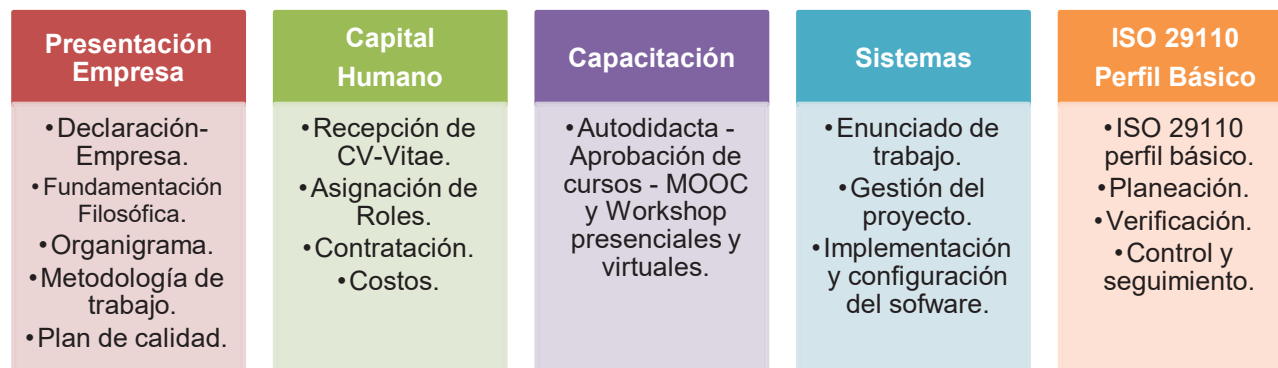 Presentación
Empresa
•Declaración-
Empresa.
•Fundamentación
Filosófica.
•Organigrama.
•Metodología de
trabajo.
•Plan de calidad.
Capital
Humano
•Recepción de
CV-Vitae.
•Asignación de
Roles.
•Contratación.
•Costos.
Capacitación
•Autodidacta -
Aprobación de
cursos - MOOC
y Workshop
presenciales y
virtuales.
Sistemas
•Enunciado de
trabajo.
•Gestión del
proyecto.
•Implementación
y configuración
del sofware.
ISO 29110
Perfil Básico
•ISO 29110
perfil básico.
•Planeación.
•Verificación.
•Control y
seguimiento.